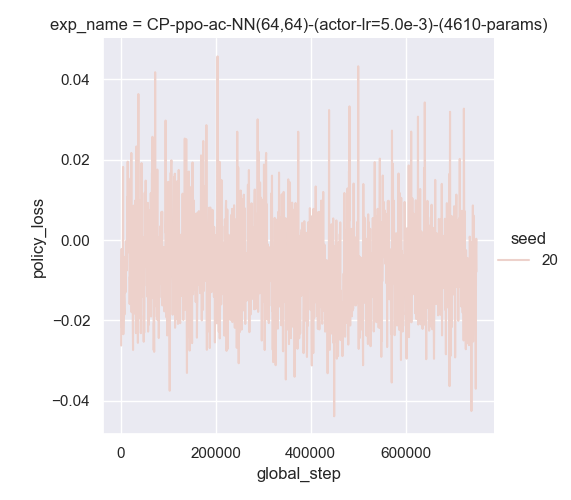 exp_name = CP-ppo-ac-NN(64,64)-(actor-lr=5.0e-3)-(4610-params)
0.04
0.02
0.00
−0.02
−0.04
policy_loss
0
200000
400000
600000
global_step
seed
20